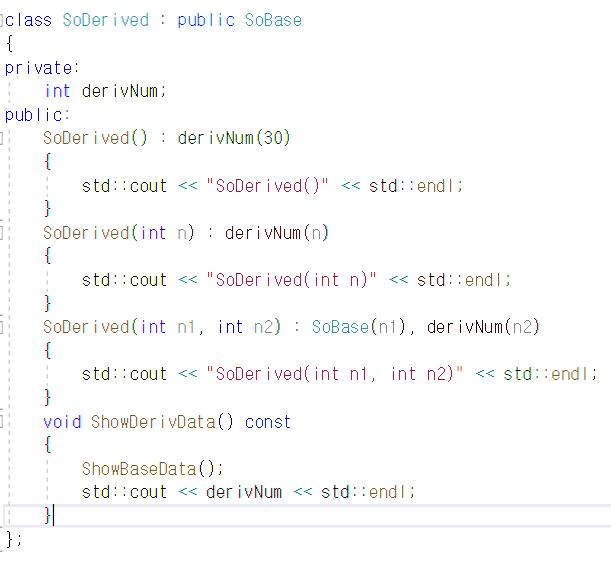 class SoDerived : public SoBase
{
private:
    int derivNum;
public:
    SoDerived() : derivNum(30)
    {
        std::cout << "SoDerived()" << std::endl;
    }
    SoDerived(int n) : derivNum(n)
    {
        std::cout << "SoDerived(int n)" << std::endl;
    }
    SoDerived(int n1, int n2) : SoBase(n1), derivNum(n2)
    {
        std::cout << "SoDerived(int n1, int n2)" << std::endl;
    }
    void ShowDerivData() const
    {
        ShowBaseData();
        std::cout << derivNum << std::endl;
    }
};